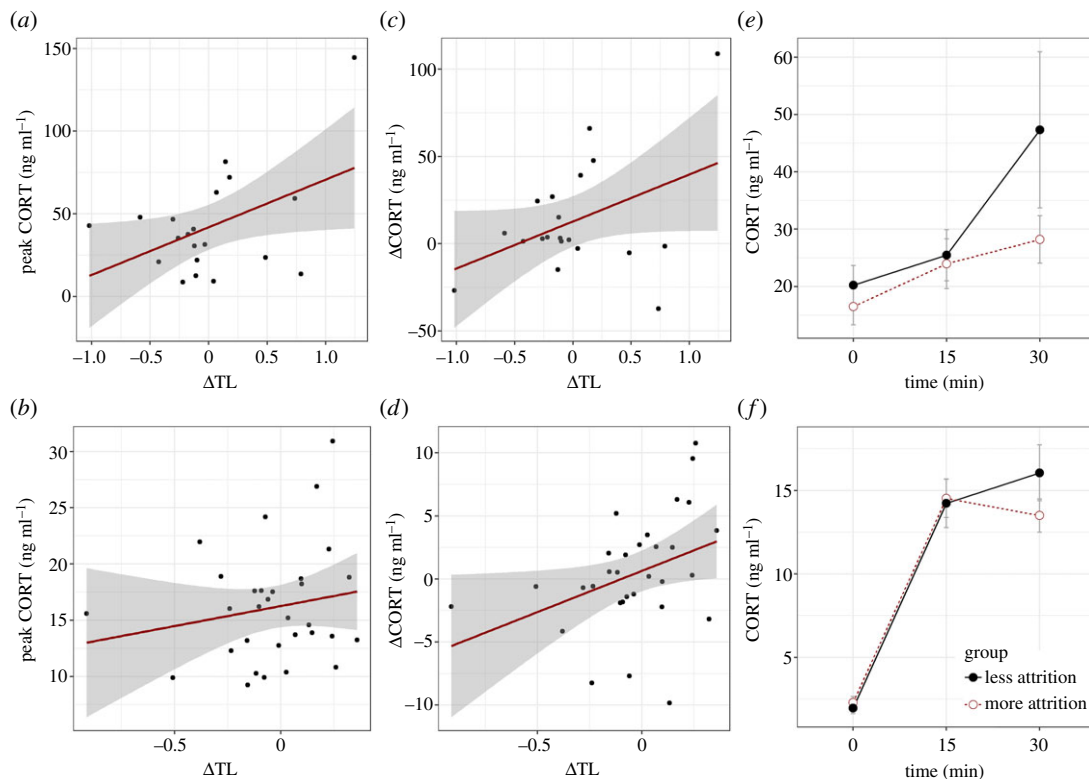 (a)
peak CORT (ng ml⁻¹)
150
100
50
0
–1.0
–0.5
0
0.5
1.0
ΔTL
(c)
ΔCORT (ng ml⁻¹)
100
50
0
–50
–1.0
–0.5
0
0.5
1.0
ΔTL
(e)
CORT (ng ml⁻¹)
60
50
40
30
20
0
15
30
time (min)
(b)
peak CORT (ng ml⁻¹)
30
25
20
15
10
–0.5
0
ΔTL
(d)
ΔCORT (ng ml⁻¹)
10
5
0
–5
–10
–0.5
0
ΔTL
(f)
CORT (ng ml⁻¹)
15
10
5
group
less attrition
more attrition
0
15
30
time (min)